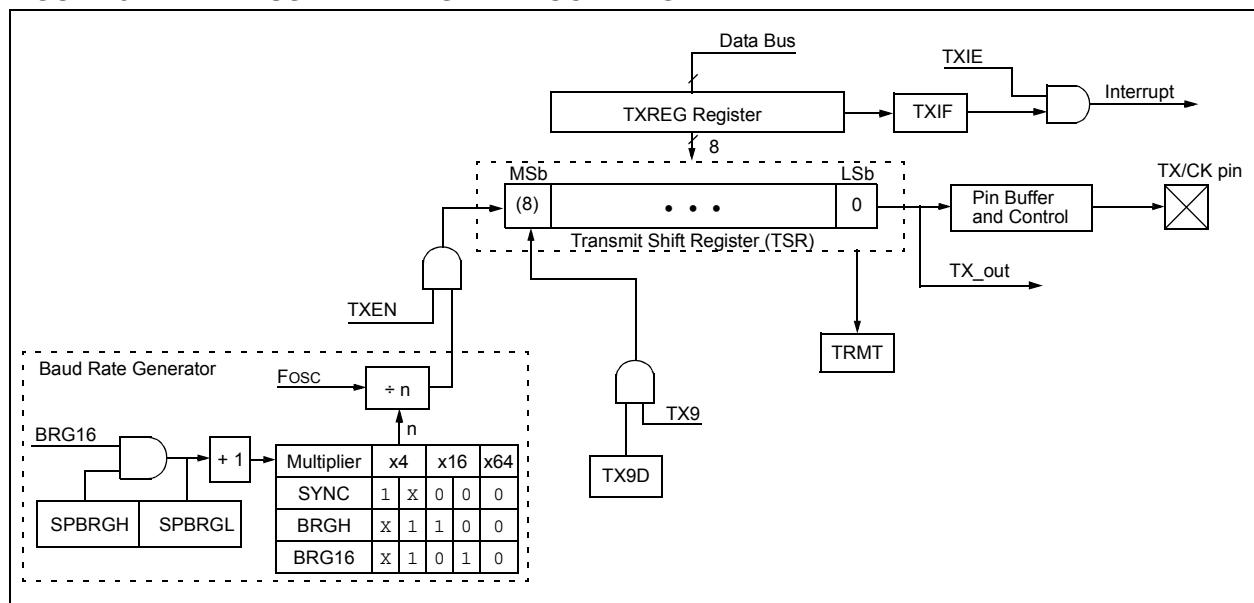 Data Bus
TXIE
Interrupt
TXREG Register
TXIF
8
MSb
LSb
TX/CK pin
(8)
• • •
0
Pin Buffer
and Control
Transmit Shift Register (TSR)
TX_out
TXEN
TRMT
Baud Rate Generator
FOSC
÷ n
TX9
n
BRG16
+ 1
Multiplier x4 x16 x64
TX9D
SYNC 1 X 0 0 0
SPBRGH SPBRGL
BRGH X 1 1 0 0
BRG16 X 1 0 1 0